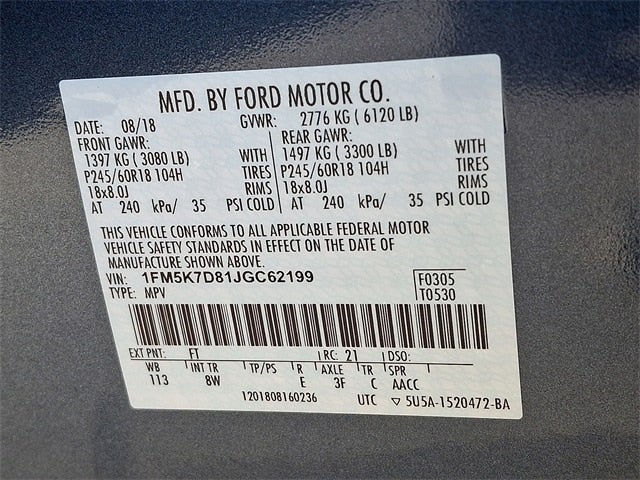 MFD. BY FORD MOTOR CO.
DATE: 08/18 GVWR: 2776 KG ( 6120 LB)
FRONT GAWR: REAR GAWR:
1397 KG ( 3080 LB) WITH 1497 KG ( 3300 LB) WITH
P245/60R18 104H TIRES P245/60R18 104H TIRES
18x8.0J RIMS 18x8.0J RIMS
AT 240 kPa/ 35 PSI COLD AT 240 kPa/ 35 PSI COLD
THIS VEHICLE CONFORMS TO ALL APPLICABLE FEDERAL MOTOR
VEHICLE SAFETY STANDARDS IN EFFECT ON THE DATE OF
MANUFACTURE SHOWN ABOVE.
VIN: 1FM5K7D81JGC62199 F0305
TYPE: MPV T0530
EXT PNT: FT RC: 21 DSO:
WB INT TR TP/PS R AXLE TR SPR
113 8W E 3F C AACC
1201808160236 UTC ▽ 5U5A-1520472-BA